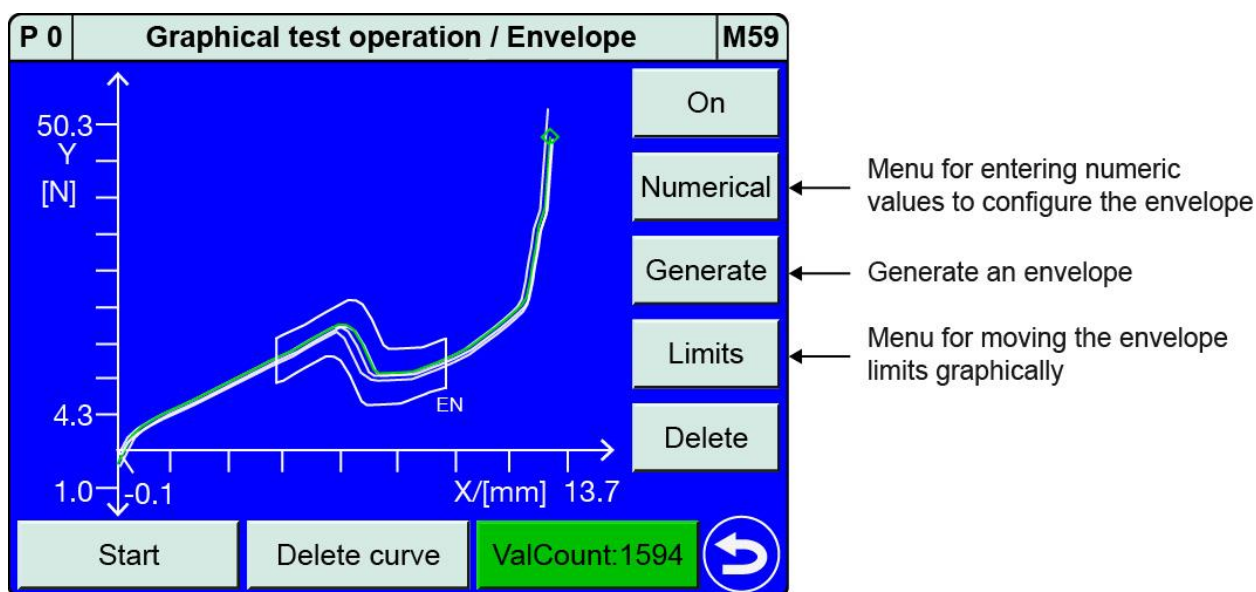 P 0 Graphical test operation / Envelope M59
On
50.3
Y
[N]
Numerical
Menu for entering numeric
values to configure the envelope
Generate
Generate an envelope
Limits
Menu for moving the envelope
limits graphically
EN
4.3
Delete
1.0 -0.1 X/[mm] 13.7
Start Delete curve ValCount:1594